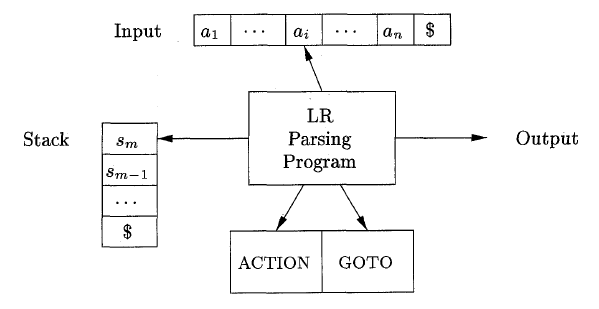 Input a₁ ⋯ aᵢ ⋯ aₙ $
LR
Parsing
Program
Stack
sₘ
sₘ₋₁
⋯
$
Output
ACTION GOTO